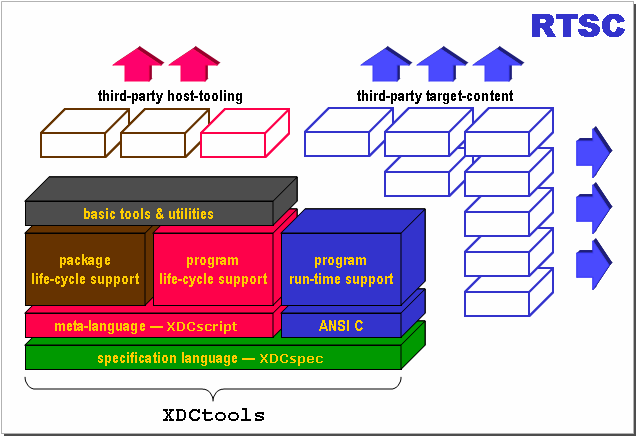 RTSC
third-party host-tooling
third-party target-content
basic tools & utilities
package
life-cycle support
program
life-cycle support
program
run-time support
meta-language — XDCscript
ANSI C
specification language — XDCspec
XDCtools